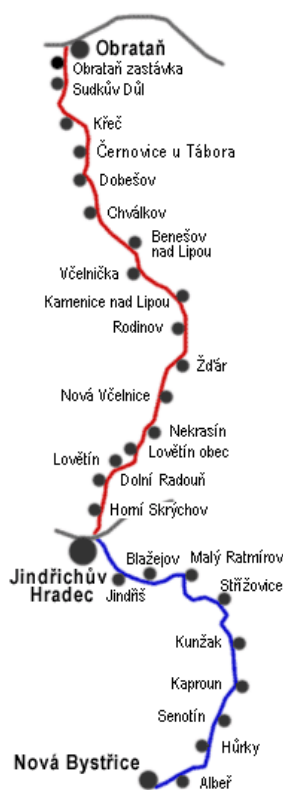 Obrataň
Obrataň zastávka
Sudkův Důl
Křeč
Černovice u Tábora
Dobešov
Chválkov
Benešov
nad Lipou
Včelnička
Kamenice nad Lipou
Rodinov
Žďár
Nová Včelnice
Nekrasín
Lovětín obec
Lovětín
Dolní Radouň
Horní Skrýchov
Jindřichův
Hradec
Blažejov
Malý Ratmírov
Jindřiš
Střížovice
Kunžak
Kaproun
Senotín
Hůrky
Nová Bystřice
Albeř